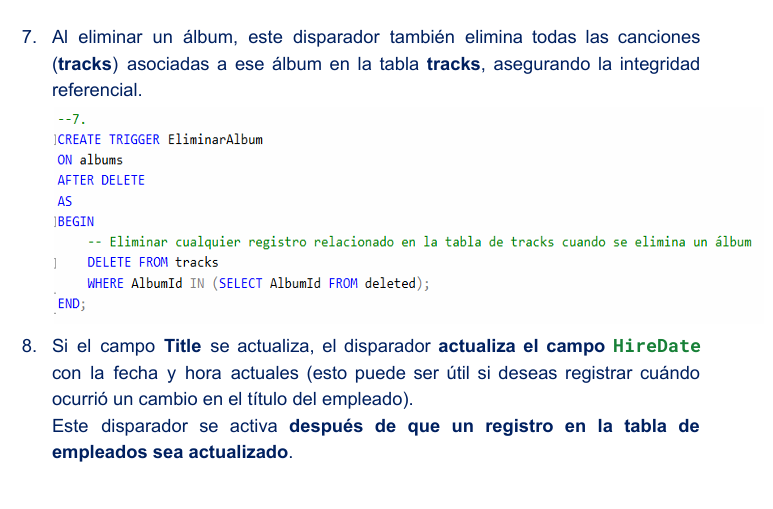 7. Al eliminar un álbum, este disparador también elimina todas las canciones
(tracks) asociadas a ese álbum en la tabla tracks, asegurando la integridad
referencial.
--7.
CREATE TRIGGER EliminarAlbum
ON albums
AFTER DELETE
AS
BEGIN
-- Eliminar cualquier registro relacionado en la tabla de tracks cuando se elimina un álbum
DELETE FROM tracks
WHERE AlbumId IN (SELECT AlbumId FROM deleted);
END;
8. Si el campo Title se actualiza, el disparador actualiza el campo HireDate
con la fecha y hora actuales (esto puede ser útil si deseas registrar cuándo
ocurrió un cambio en el título del empleado).
Este disparador se activa después de que un registro en la tabla de
empleados sea actualizado.